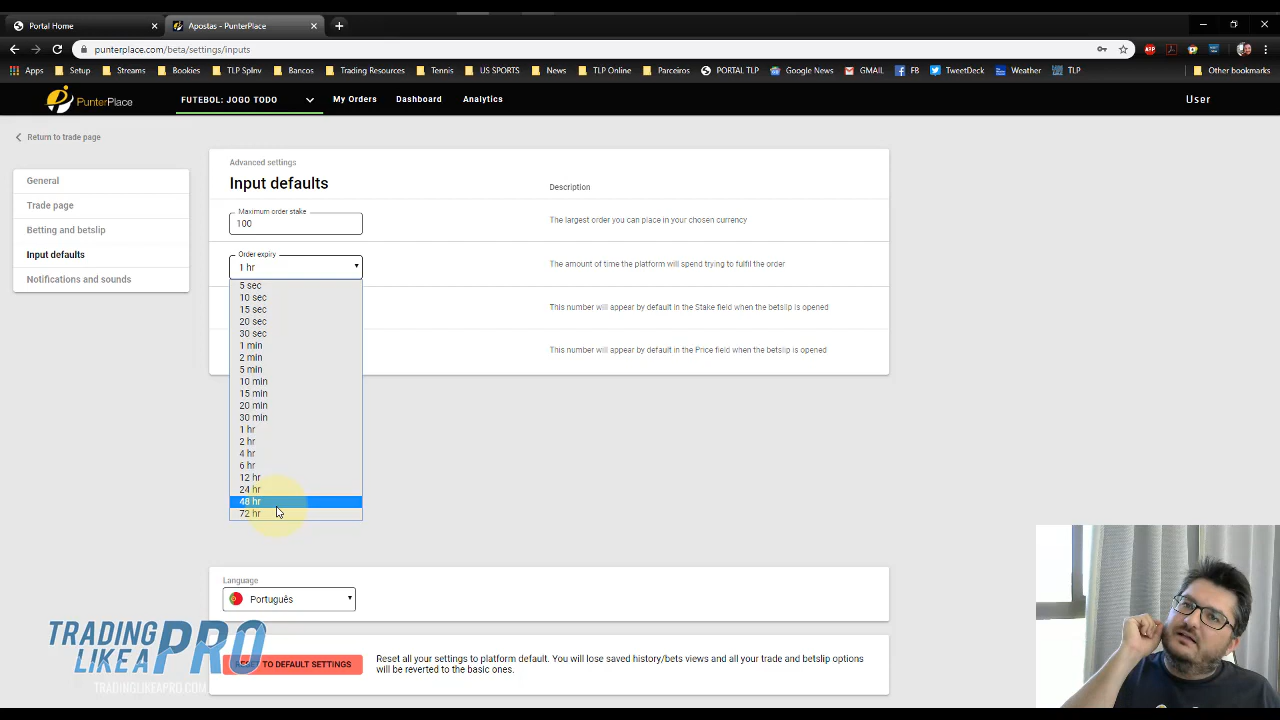 Portal Home
Apostas - PunterPlace
punterplace.com/beta/settings/inputs
Apps Setup Streams Bookies TLP SpInv Bancos Trading Resources Tennis US SPORTS News TLP Online Parceiros PORTAL TLP Google News GMAIL FB TweetDeck Weather TLP Other bookmarks
PunterPlace
FUTEBOL: JOGO TODO My Orders Dashboard Analytics User
Return to trade page
General
Trade page
Betting and betslip
Input defaults
Notifications and sounds
Advanced settings
Input defaults
Description
Maximum order stake
100
The largest order you can place in your chosen currency
Order expiry
1 hr
The amount of time the platform will spend trying to fulfil the order
5 sec
10 sec
15 sec
20 sec
30 sec
1 min
2 min
5 min
10 min
15 min
20 min
30 min
1 hr
2 hr
4 hr
6 hr
12 hr
24 hr
48 hr
72 hr
This number will appear by default in the Stake field when the betslip is opened
This number will appear by default in the Price field when the betslip is opened
Language
Português
RESET TO DEFAULT SETTINGS
Reset all your settings to platform default. You will lose saved history/bets views and all your trade and betslip options
will be reverted to the basic ones.
TRADING
LIKE A PRO
TRADINGLIKEAPRO.COM